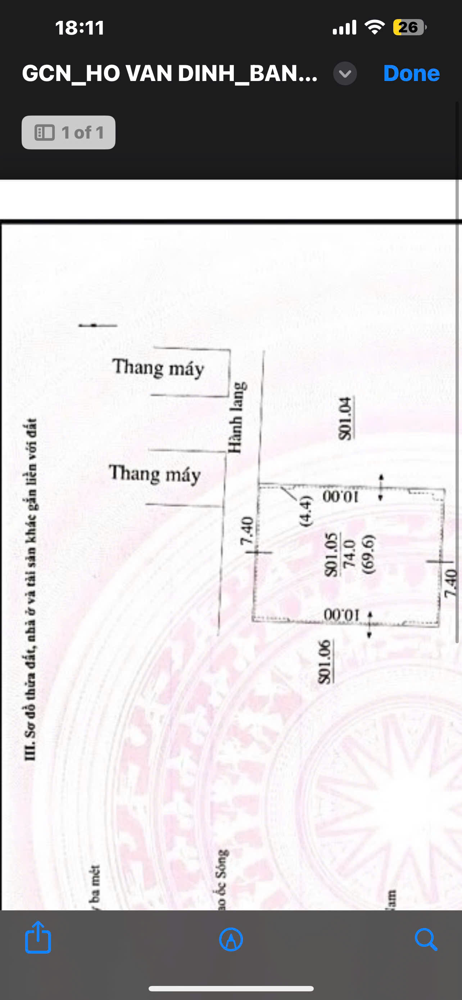 18:11
26
GCN_HO VAN DINH_BAN...
Done
1 of 1
III. Sơ đồ thửa đất, nhà ở và tài sản khác gắn liền với đất
Thang máy
Thang máy
Hành lang
7.40
S01.04
(4.4)
10.00
S01.05
74.0
(69.6)
10.00
7.40
S01.06
ba mét
ốc Sóng